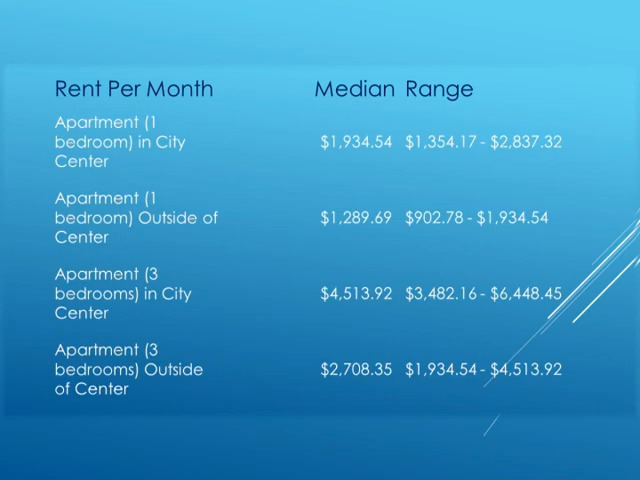 Rent Per Month Median Range
Apartment (1
bedroom) in City
Center
$1,934.54 $1,354.17 - $2,837.32
Apartment (1
bedroom) Outside of
Center
$1,289.69 $902.78 - $1,934.54
Apartment (3
bedrooms) in City
Center
$4,513.92 $3,482.16 - $6,448.45
Apartment (3
bedrooms) Outside
of Center
$2,708.35 $1,934.54 - $4,513.92